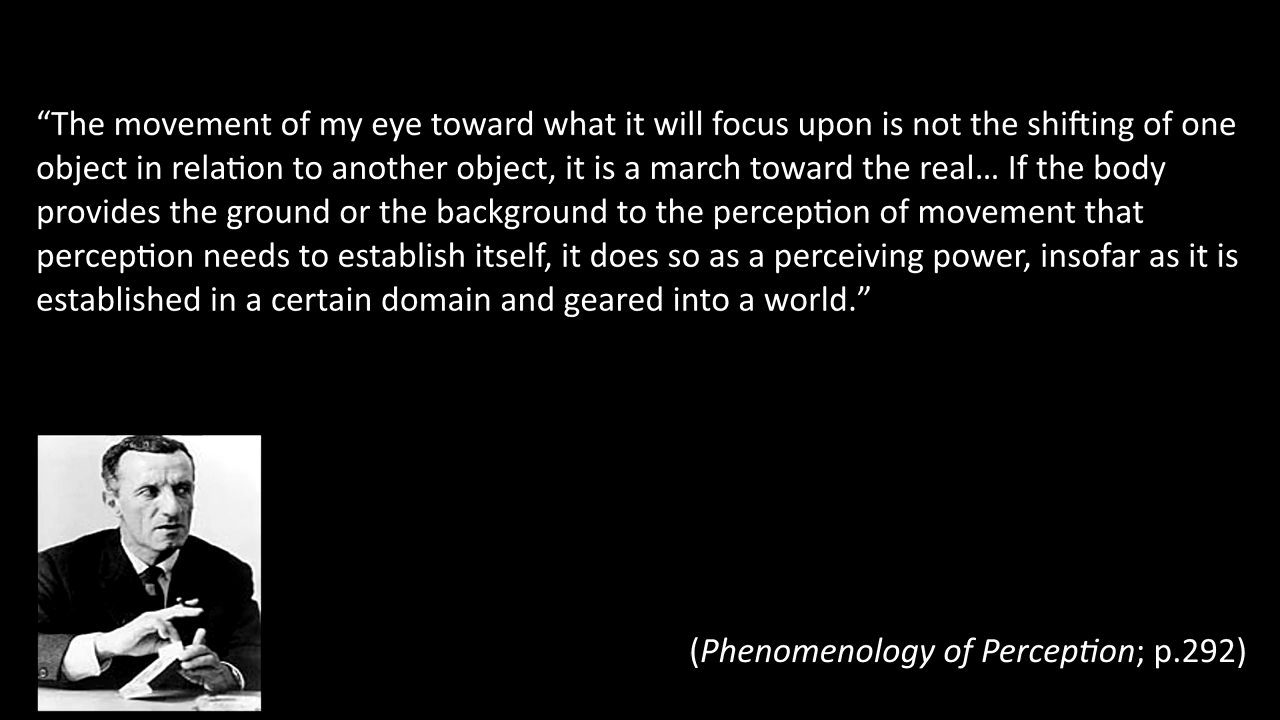 “The movement of my eye toward what it will focus upon is not the shifting of one
object in relation to another object, it is a march toward the real… If the body
provides the ground or the background to the perception of movement that
perception needs to establish itself, it does so as a perceiving power, insofar as it is
established in a certain domain and geared into a world.”
(Phenomenology of Perception; p.292)